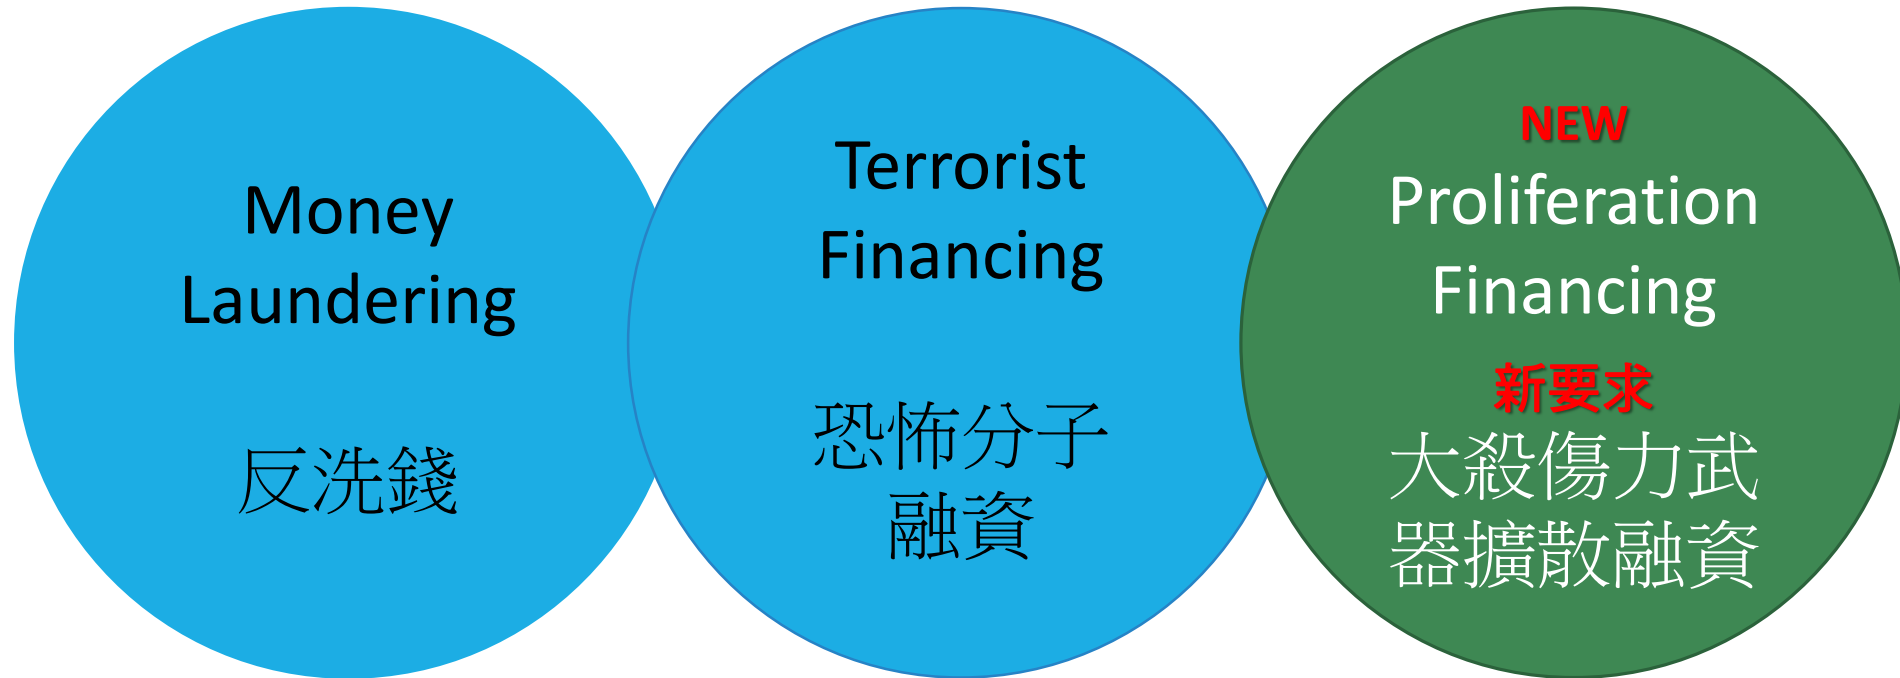 Money
Laundering
反洗錢
Terrorist
Financing
恐怖分子
融資
NEW
Proliferation
Financing
新要求
大殺傷力武
器擴散融資